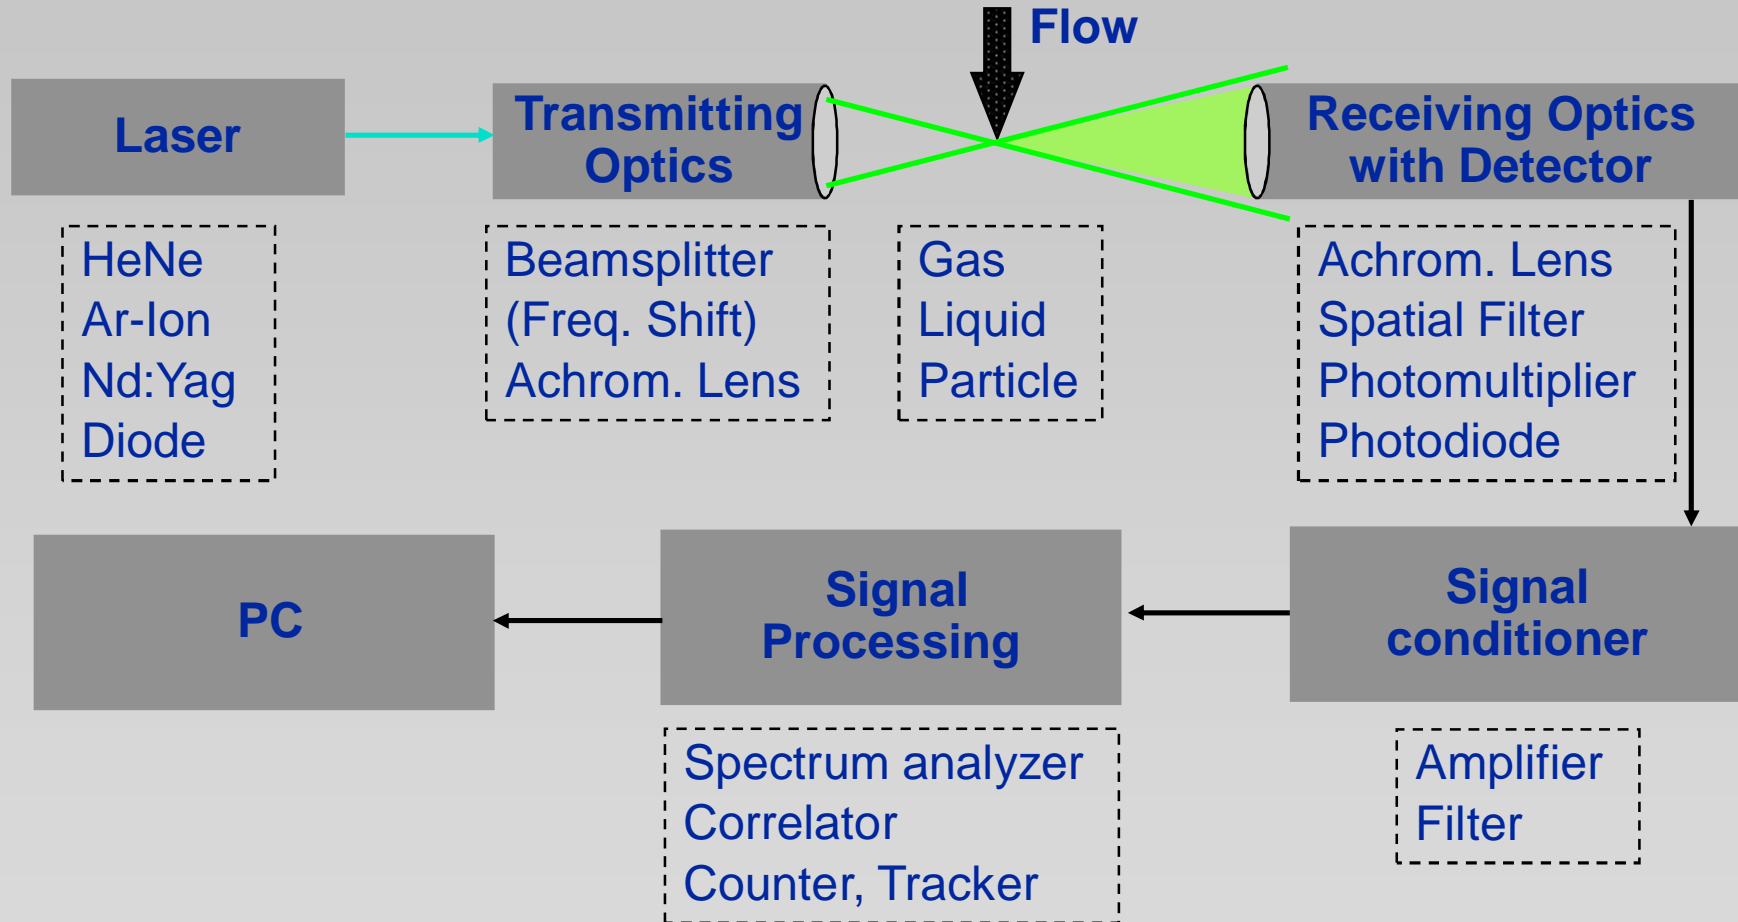 Flow
Laser
Transmitting
Optics
Receiving Optics
with Detector
HeNe
Ar-Ion
Nd:Yag
Diode
Beamsplitter
(Freq. Shift)
Achrom. Lens
Gas
Liquid
Particle
Achrom. Lens
Spatial Filter
Photomultiplier
Photodiode
PC
Signal
Processing
Signal
conditioner
Spectrum analyzer
Correlator
Counter, Tracker
Amplifier
Filter